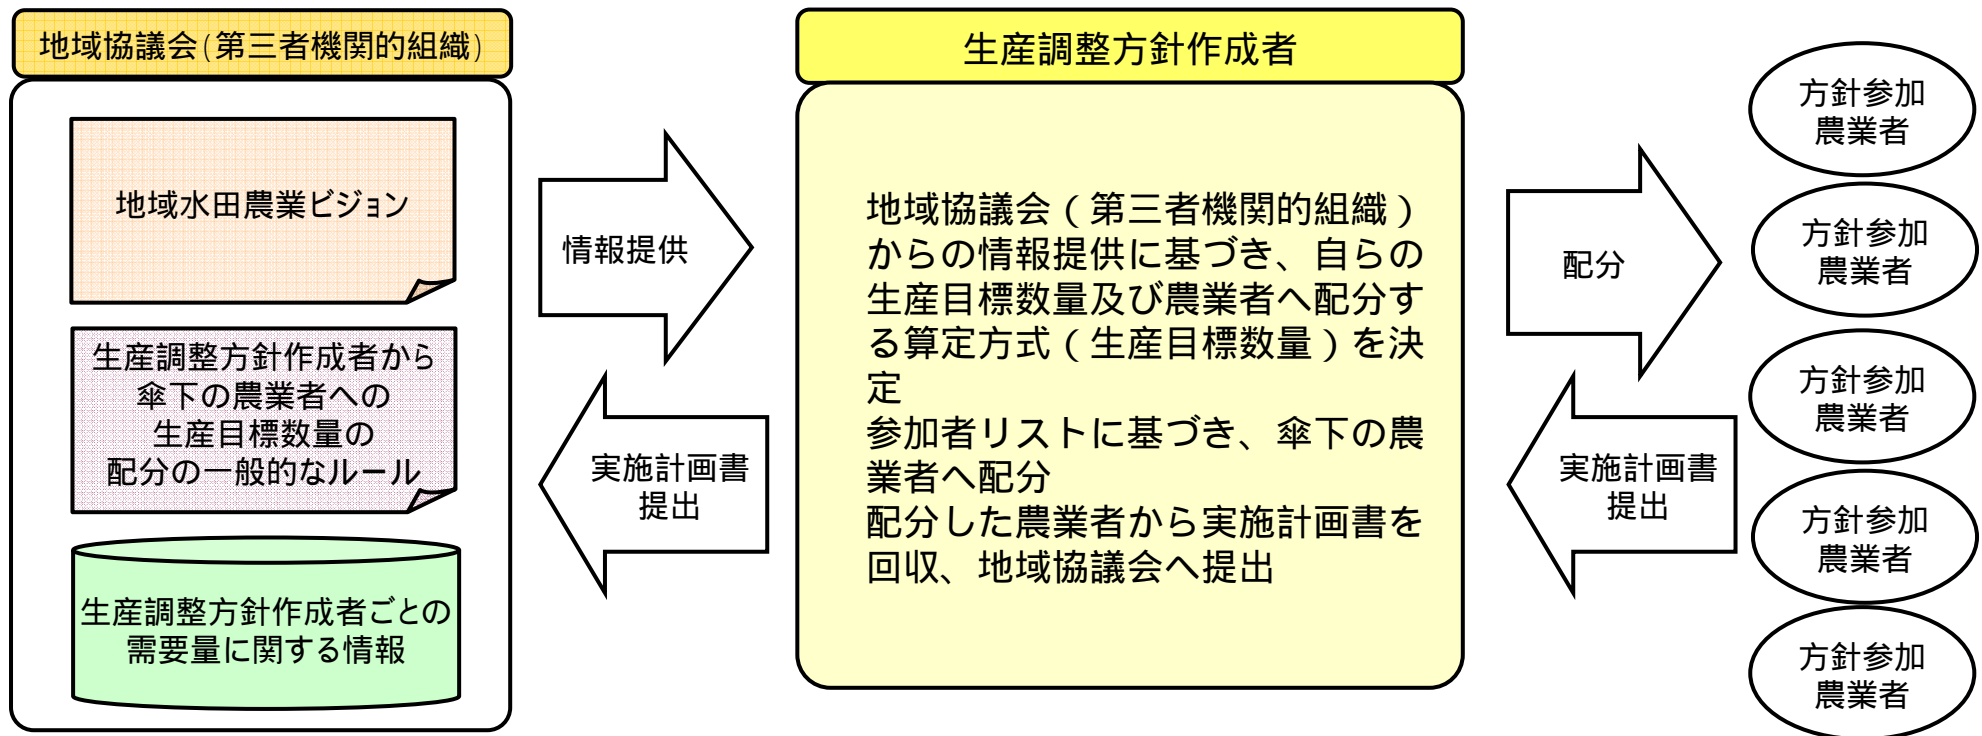 地域協議会(第三者機関的組織)
地域水田農業ビジョン
生産調整方針作成者から
傘下の農業者への
生産目標数量の
配分の一般的なルール
生産調整方針作成者ごとの
需要量に関する情報
情報提供
実施計画書
提出
生産調整方針作成者
地域協議会(第三者機関的組織)
からの情報提供に基づき、自らの
生産目標数量及び農業者へ配分す
る算定方式(生産目標数量)を決
定
参加者リストに基づき、傘下の農
業者へ配分
配分した農業者から実施計画書を
回収、地域協議会へ提出
配分
実施計画書
提出
方針参加
農業者
方針参加
農業者
方針参加
農業者
方針参加
農業者
方針参加
農業者